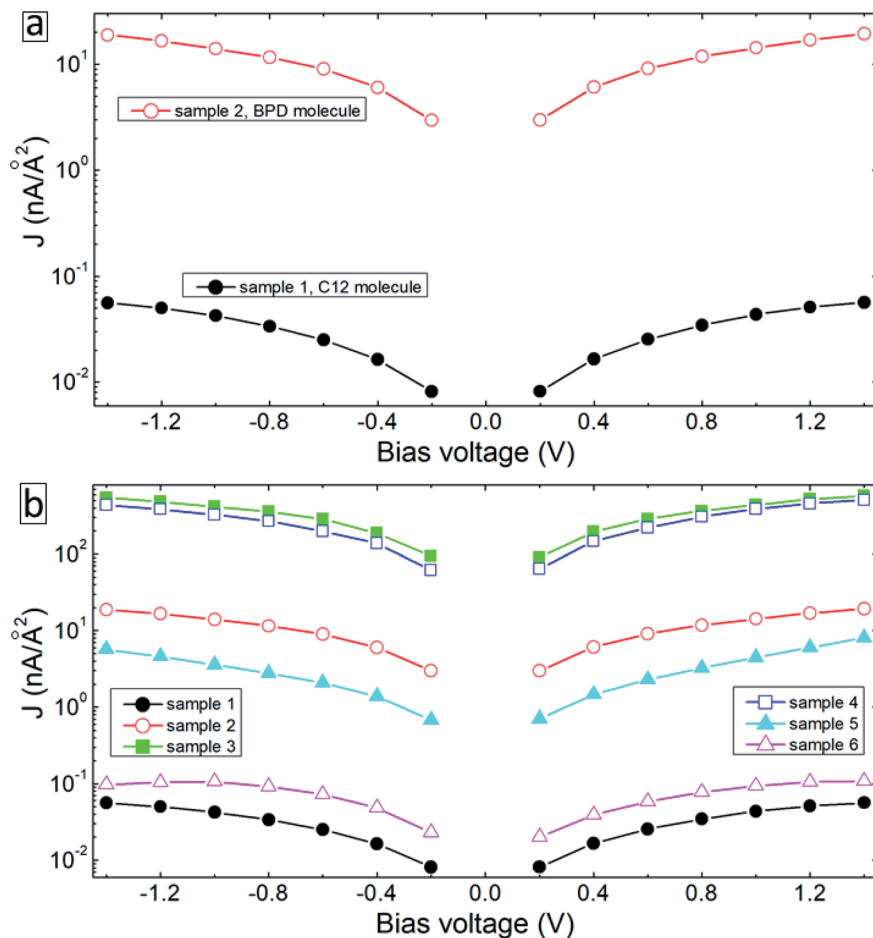 a
J (nA/Å²)
10¹
10⁰
10⁻¹
10⁻²
sample 2, BPD molecule
sample 1, C12 molecule
-1.2 -0.8 -0.4 0.0 0.4 0.8 1.2
Bias voltage (V)
b
J (nA/Å²)
10²
10¹
10⁰
10⁻¹
10⁻²
sample 1
sample 2
sample 3
sample 4
sample 5
sample 6
-1.2 -0.8 -0.4 0.0 0.4 0.8 1.2
Bias voltage (V)